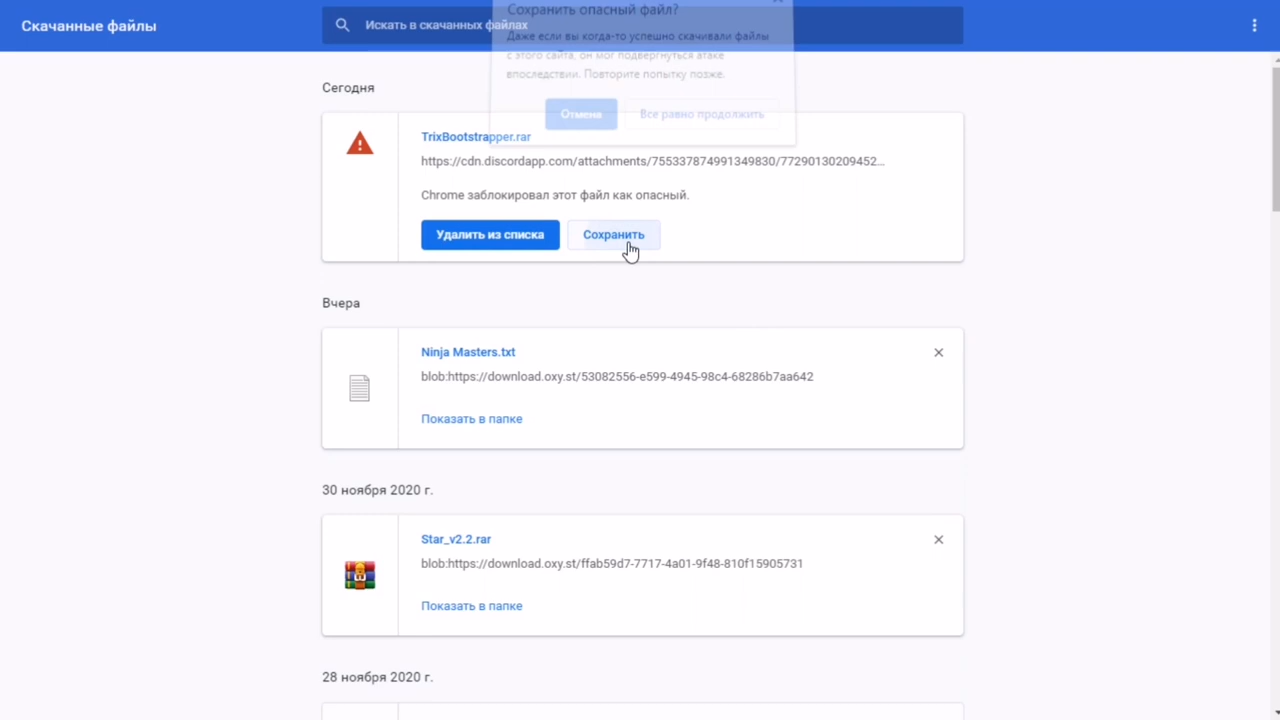 Скачанные файлы
Искать в скачанных файлах
Сохранить опасный файл?
Даже если вы когда-то успешно скачивали файлы
с этого сайта, он мог подвергнуться атаке
впоследствии. Повторите попытку позже.
Отмена
Все равно продолжить
Сегодня
TrixBootstrapper.rar
https://cdn.discordapp.com/attachments/755337874991349830/77290130209452...
Chrome заблокировал этот файл как опасный.
Удалить из списка
Сохранить
Вчера
Ninja Masters.txt
blob:https://download.oxy.st/53082556-e599-4945-98c4-68286b7aa642
Показать в папке
30 ноября 2020 г.
Star_v2.2.rar
blob:https://download.oxy.st/ffab59d7-7717-4a01-9f48-810f15905731
Показать в папке
28 ноября 2020 г.